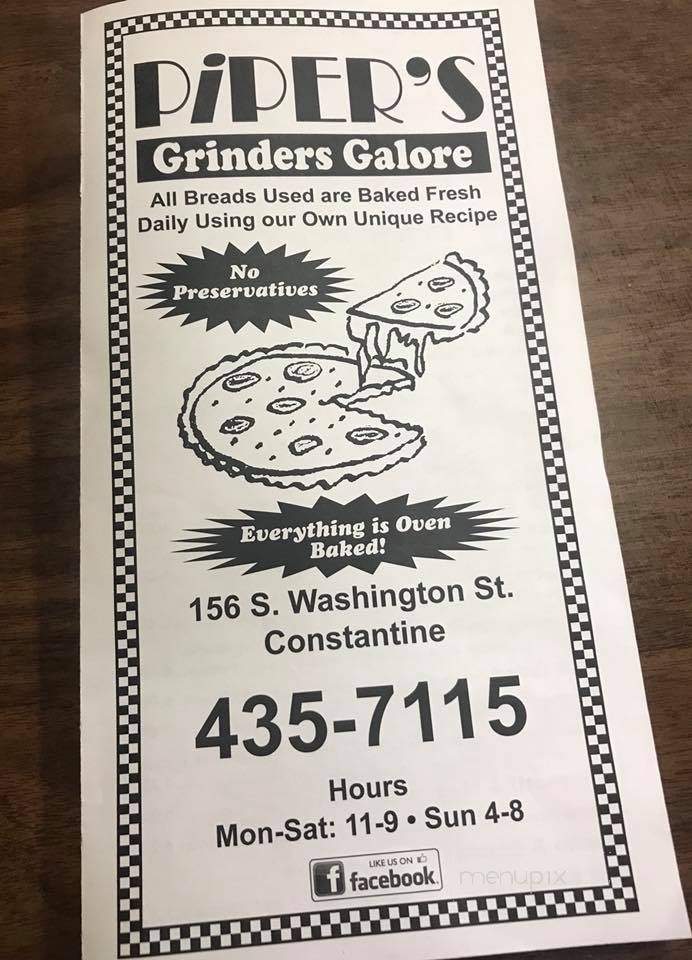 PiPER'S
Grinders Galore
All Breads Used are Baked Fresh
Daily Using our Own Unique Recipe
No
Preservatives
Everything is Oven
Baked!
156 S. Washington St.
Constantine
435-7115
Hours
Mon-Sat: 11-9 • Sun 4-8
LIKE US ON
f facebook.
menupix